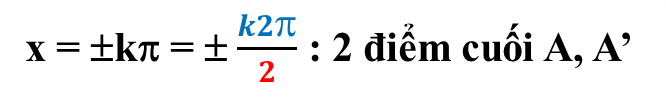 x = ±kπ = ± k2π/2 : 2 điểm cuối A, A’